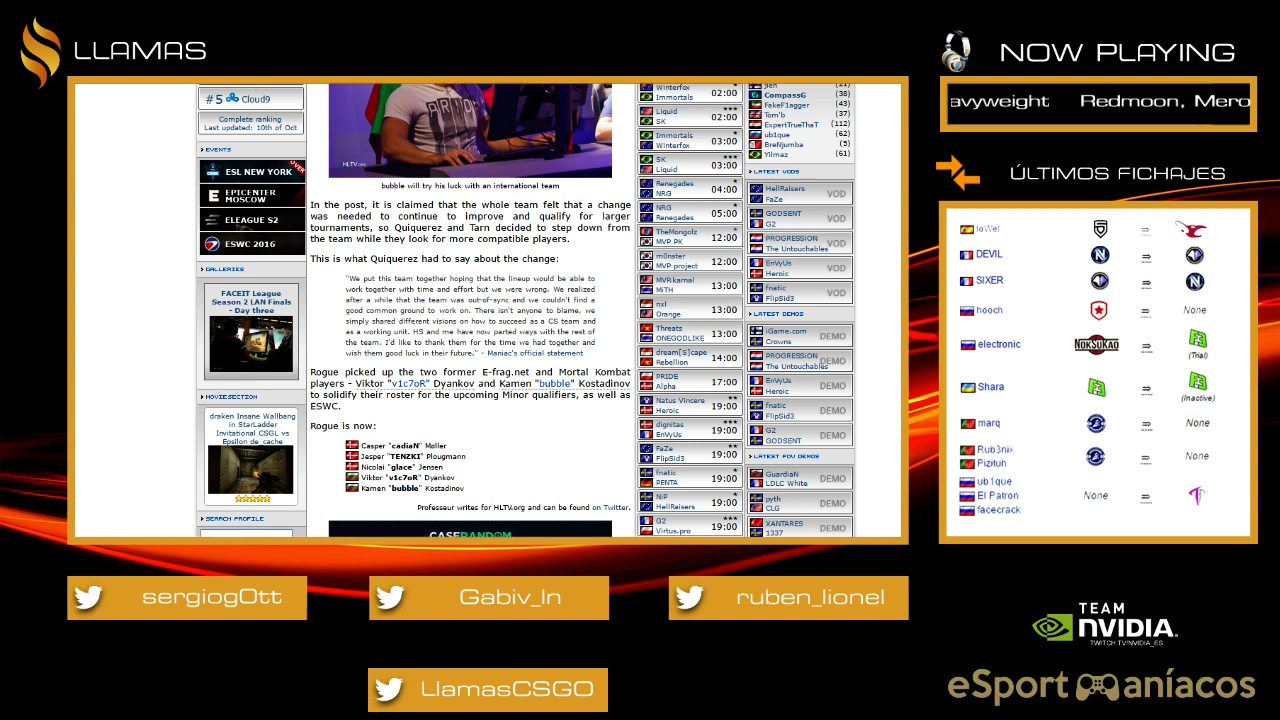 LLAMAS
NOW PLAYING
avyweight Redmoon, Mero
ÚLTIMOS FICHAJES
#5 Cloud9
Complete ranking
Last updated: 10th of Oct
EVENTS
ESL NEW YORK
OVER
EPICENTER
MOSCOW
ELEAGUE S2
ESWC 2016
GALLERIES
FACEIT League
Season 2 LAN Finals
- Day three
MOVIE SECTION
draken Insane Wallbang
in StarLadder
Invitational CSGL vs
Epsilon de_cache
SEARCH PROFILE
HLTV.ORG
bubble will try his luck with an international team
In the post, it is claimed that the whole team felt that a change
was needed to continue to improve and qualify for larger
tournaments, so Quiquerez and Tarn decided to step down from
the team while they look for more compatible players.
This is what Quiquerez had to say about the change:
"We put this team together hoping that the lineup would be able to
work together with time and effort but we were wrong. We realized
after a while that the team was out-of-sync and we couldn't find a
good common ground to work on. There isn't anyone to blame, we
simply shared different visions on how to succeed as a CS team and
as a working unit. HS and me have now parted ways with the rest of
the team. I'd like to thank them for the time we had together and
wish them good luck in their future." - Maniac's official statement
Rogue picked up the two former E-frag.net and Mortal Kombat
players - Viktor "v1c7oR" Dyankov and Kamen "bubble" Kostadinov
to solidify their roster for the upcoming Minor qualifiers, as well as
ESWC.
Rogue is now:
Casper "cadiaN" Møller
Jesper "TENZKI" Plougmann
Nicolai "glace" Jensen
Viktor "v1c7oR" Dyankov
Kamen "bubble" Kostadinov
Professeur writes for HLTV.org and can be found on Twitter.
CASERANDOM
Winterfox
Immortals
02:00
Liquid
SK
02:00
Immortals
Winterfox
03:00
SK
Liquid
03:00
Renegades
NRG
04:00
NRG
Renegades
05:00
TheMongolz
MVP PK
12:00
m0nster
MVP project
12:00
MVRkamal
MiTH
13:00
nxl
Orange
13:00
Threats
ONEGODLIKE
13:00
dream[S]cape
Rebellion
14:00
PRIDE
Alpha
17:00
Natus Vincere
Heroic
19:00
dignitas
EnVyUs
19:00
FaZe
FlipSid3
19:00
fnatic
PENTA
19:00
NiP
HellRaisers
19:00
G2
Virtus.pro
19:00
CompassG (38)
FakeF1agger (43)
Tom'b (37)
ExpertTrueThaT (112)
ub1que (62)
BreNjumba (5)
Yilmaz (61)
LATEST VODS
HellRaisers
FaZe
VOD
GODSENT
G2
VOD
PROGRESSION
The Untouchables
VOD
EnVyUs
Heroic
VOD
fnatic
FlipSid3
VOD
LATEST DEMOS
iGame.com
Crowns
DEMO
PROGRESSION
The Untouchables
DEMO
EnVyUs
Heroic
DEMO
fnatic
FlipSid3
DEMO
G2
GODSENT
DEMO
LATEST POV DEMOS
GuardiaN
LDLC White
DEMO
pyth
CLG
DEMO
XANTARES
1337
DEMO
loWel
DEVIL
SIXER
hooch
None
electronic
NOKSUKAO
(Trial)
Shara
(Inactive)
marq
None
Rub3nix
Pizituh
None
ub1que
El Patron
facecrack
None
sergiogOtt
Gabiv_ln
ruben_lionel
LlamasCSGO
TEAM
NVIDIA.
TWITCH.TV/NVIDIA_ES
eSportmaníacos